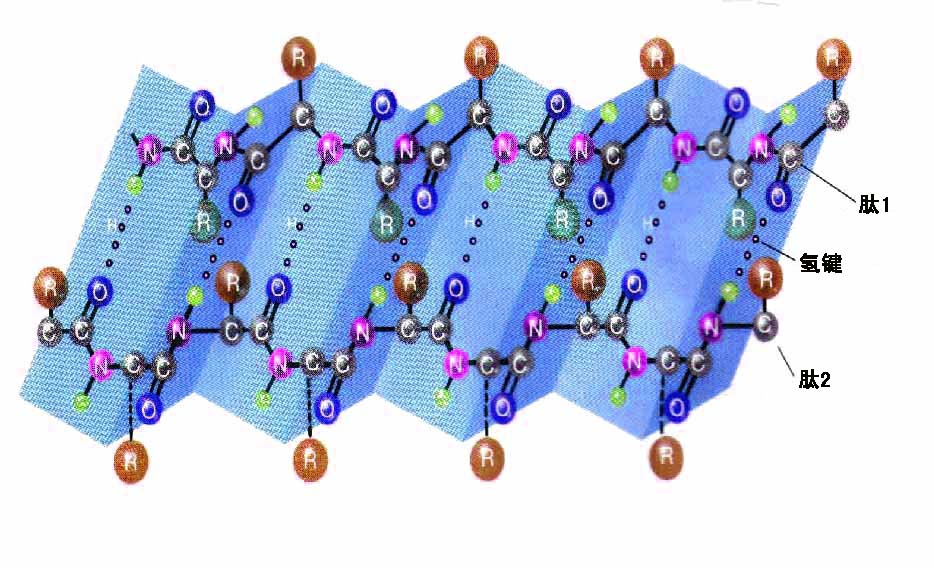 R R R R
O O O O
C C C C
N C N C N C N C N C N C N C N C
C C C C
O O O O 肽1
R R R R
H H H H
氢键
R O R O R O R O R
C C N C C N C C N C C N C
N C C N C C N C C N C C
肽2
O O O O
R R R R